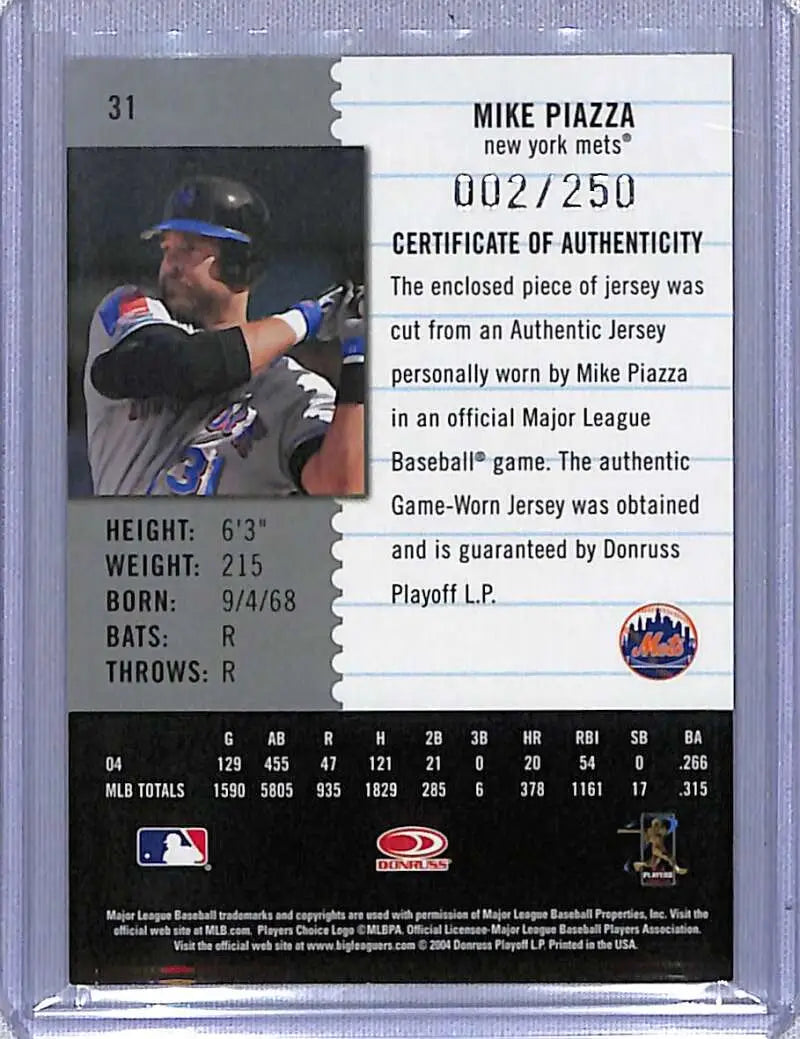 31
MIKE PIAZZA
new york mets®
002/250
CERTIFICATE OF AUTHENTICITY
The enclosed piece of jersey was
cut from an Authentic Jersey
personally worn by Mike Piazza
in an official Major League
Baseball® game. The authentic
Game-Worn Jersey was obtained
and is guaranteed by Donruss
Playoff L.P.
31
HEIGHT: 6'3"
WEIGHT: 215
BORN: 9/4/68
BATS: R
THROWS: R
Mets
G AB R H 2B 3B HR RBI SB BA
04 129 455 47 121 21 0 20 54 0 .266
MLB TOTALS 1590 5805 935 1829 285 6 378 1161 17 .315
DONRUSS
PLAYERS
Major League Baseball trademarks and copyrights are used with permission of Major League Baseball Properties, Inc. Visit the
official web site at MLB.com. Players Choice Logo ©MLBPA. Official Licensee-Major League Baseball Players Association.
Visit the official web site at www.bigleaguers.com © 2004 Donruss Playoff L.P. Printed in the USA.